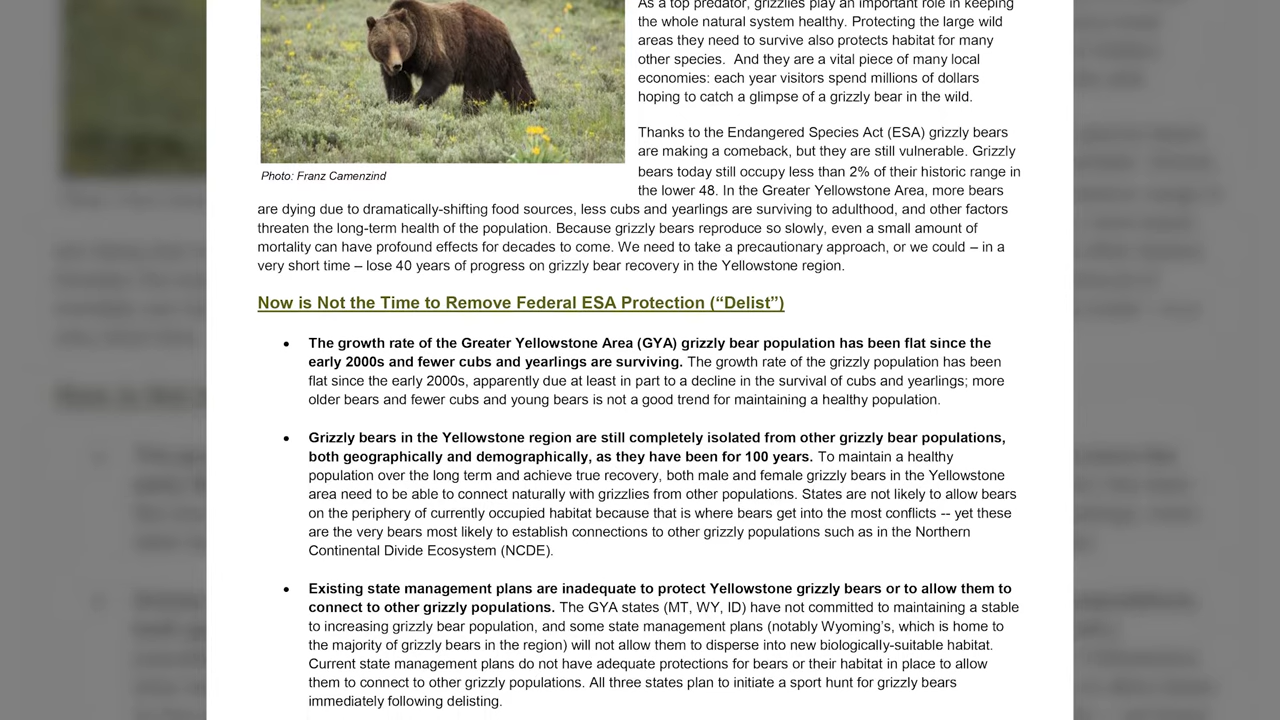 As a top predator, grizzlies play an important role in keeping
the whole natural system healthy. Protecting the large wild
areas they need to survive also protects habitat for many
other species.  And they are a vital piece of many local
economies: each year visitors spend millions of dollars
hoping to catch a glimpse of a grizzly bear in the wild.
Thanks to the Endangered Species Act (ESA) grizzly bears
are making a comeback, but they are still vulnerable. Grizzly
bears today still occupy less than 2% of their historic range in
the lower 48. In the Greater Yellowstone Area, more bears
Photo: Franz Camenzind
are dying due to dramatically-shifting food sources, less cubs and yearlings are surviving to adulthood, and other factors
threaten the long-term health of the population. Because grizzly bears reproduce so slowly, even a small amount of
mortality can have profound effects for decades to come. We need to take a precautionary approach, or we could – in a
very short time – lose 40 years of progress on grizzly bear recovery in the Yellowstone region.
Now is Not the Time to Remove Federal ESA Protection (“Delist”)
• The growth rate of the Greater Yellowstone Area (GYA) grizzly bear population has been flat since the
early 2000s and fewer cubs and yearlings are surviving. The growth rate of the grizzly population has been
flat since the early 2000s, apparently due at least in part to a decline in the survival of cubs and yearlings; more
older bears and fewer cubs and young bears is not a good trend for maintaining a healthy population.
• Grizzly bears in the Yellowstone region are still completely isolated from other grizzly bear populations,
both geographically and demographically, as they have been for 100 years. To maintain a healthy
population over the long term and achieve true recovery, both male and female grizzly bears in the Yellowstone
area need to be able to connect naturally with grizzlies from other populations. States are not likely to allow bears
on the periphery of currently occupied habitat because that is where bears get into the most conflicts -- yet these
are the very bears most likely to establish connections to other grizzly populations such as in the Northern
Continental Divide Ecosystem (NCDE).
• Existing state management plans are inadequate to protect Yellowstone grizzly bears or to allow them to
connect to other grizzly populations. The GYA states (MT, WY, ID) have not committed to maintaining a stable
to increasing grizzly bear population, and some state management plans (notably Wyoming’s, which is home to
the majority of grizzly bears in the region) will not allow them to disperse into new biologically-suitable habitat.
Current state management plans do not have adequate protections for bears or their habitat in place to allow
them to connect to other grizzly populations. All three states plan to initiate a sport hunt for grizzly bears
immediately following delisting.